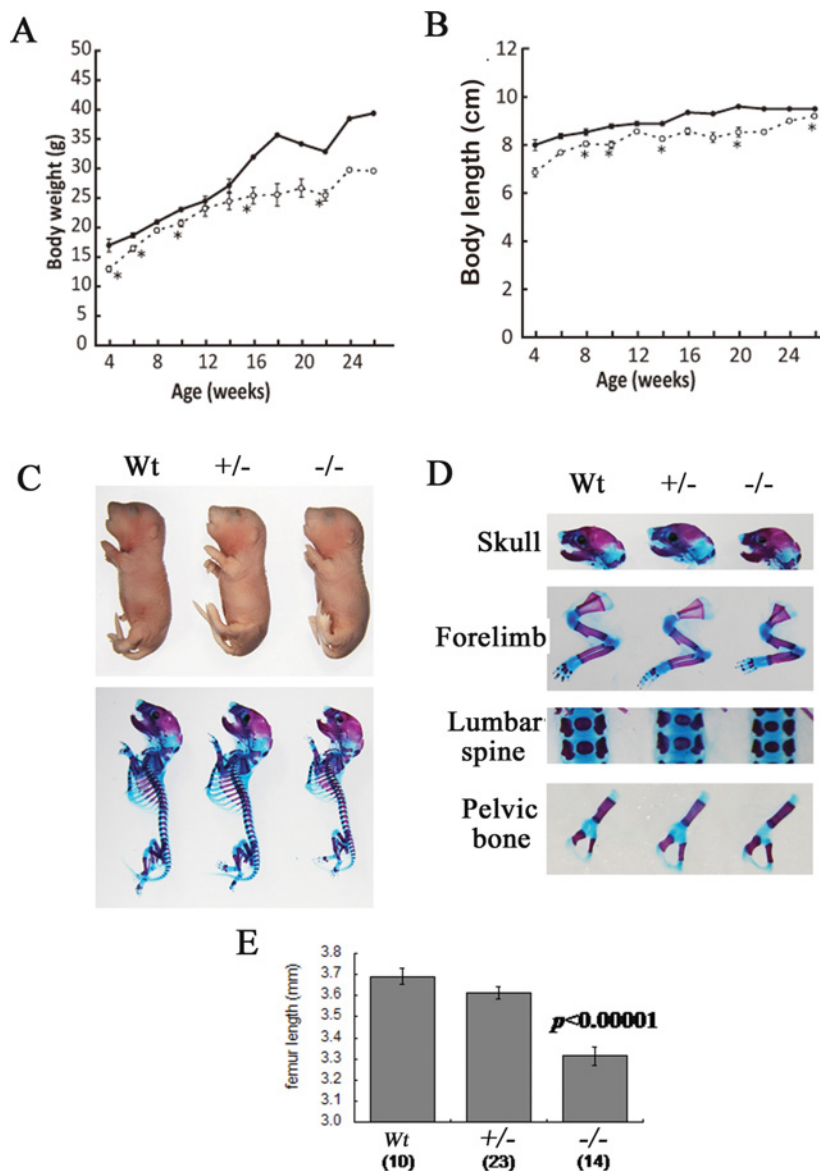 A
50
45
40
35
30
25
20
15
10
5
0
Body weight (g)
*
*
*
*
*
4 8 12 16 20 24
Age (weeks)
B
12
10
8
6
4
2
0
Body length (cm)
* * * * *
4 8 12 16 20 24
Age (weeks)
C
Wt +/- -/-
D
Wt +/- -/-
Skull
Forelimb
Lumbar
spine
Pelvic
bone
E
3.8
3.7
3.6
3.5
3.4
3.3
3.2
3.1
3.0
femur length (mm)
p<0.00001
Wt +/- -/-
(10) (23) (14)